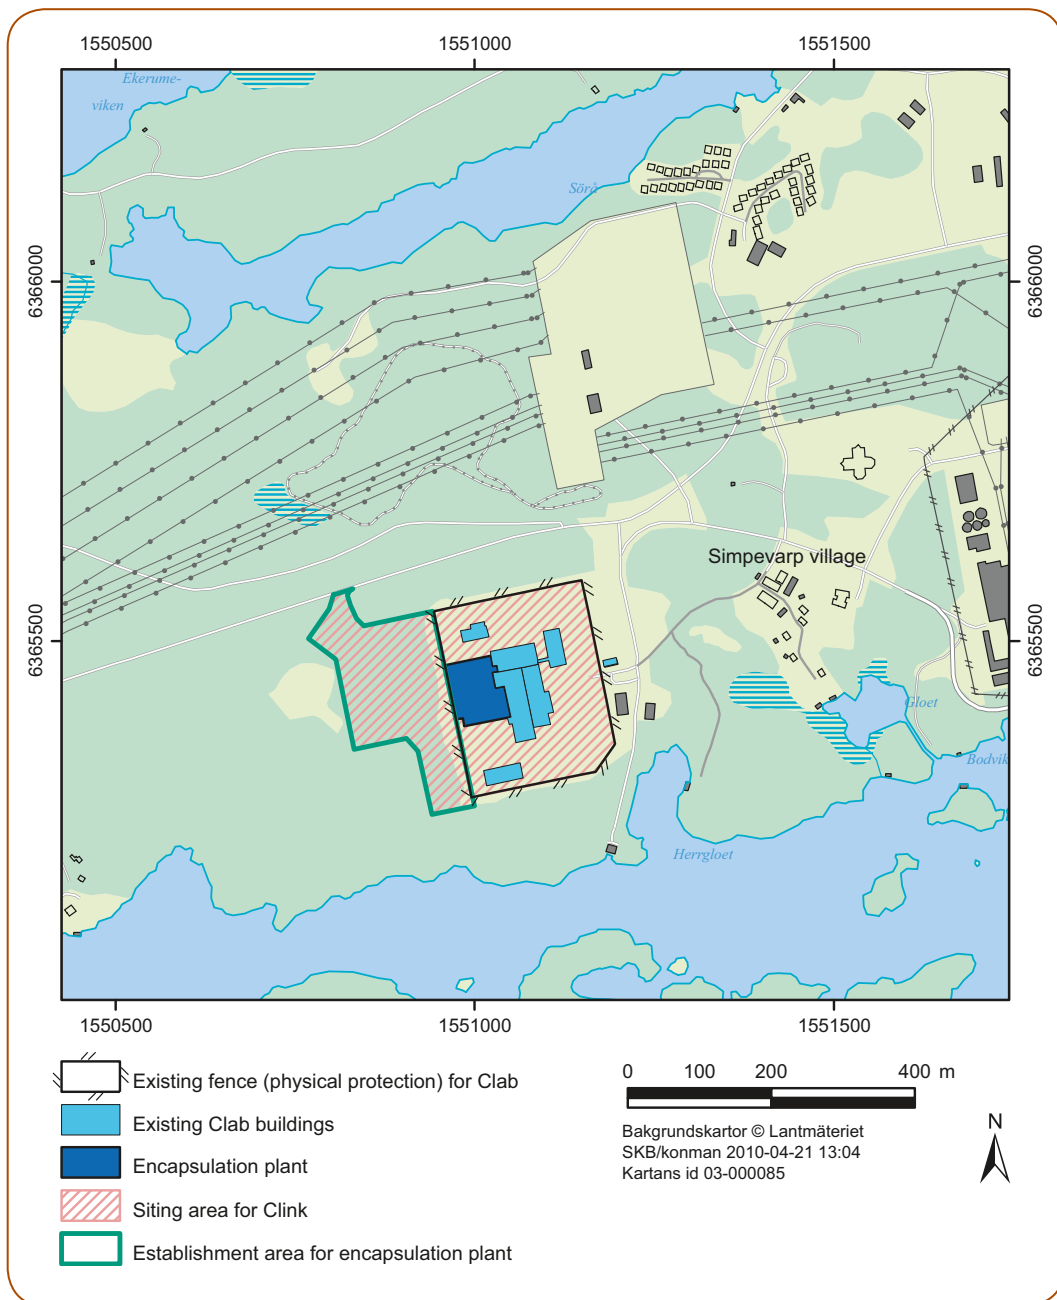 1550500
1551000
1551500
Ekerume-
viken
Sörå
6366000
6366000
Simpevarp village
6365500
6365500
Gloet
Bodvik
Herrgloet
1550500
1551000
1551500
Existing fence (physical protection) for Clab
Existing Clab buildings
Encapsulation plant
Siting area for Clink
Establishment area for encapsulation plant
0 100 200 400 m
Bakgrundskartor © Lantmäteriet
SKB/konman 2010-04-21 13:04
Kartans id 03-000085
N